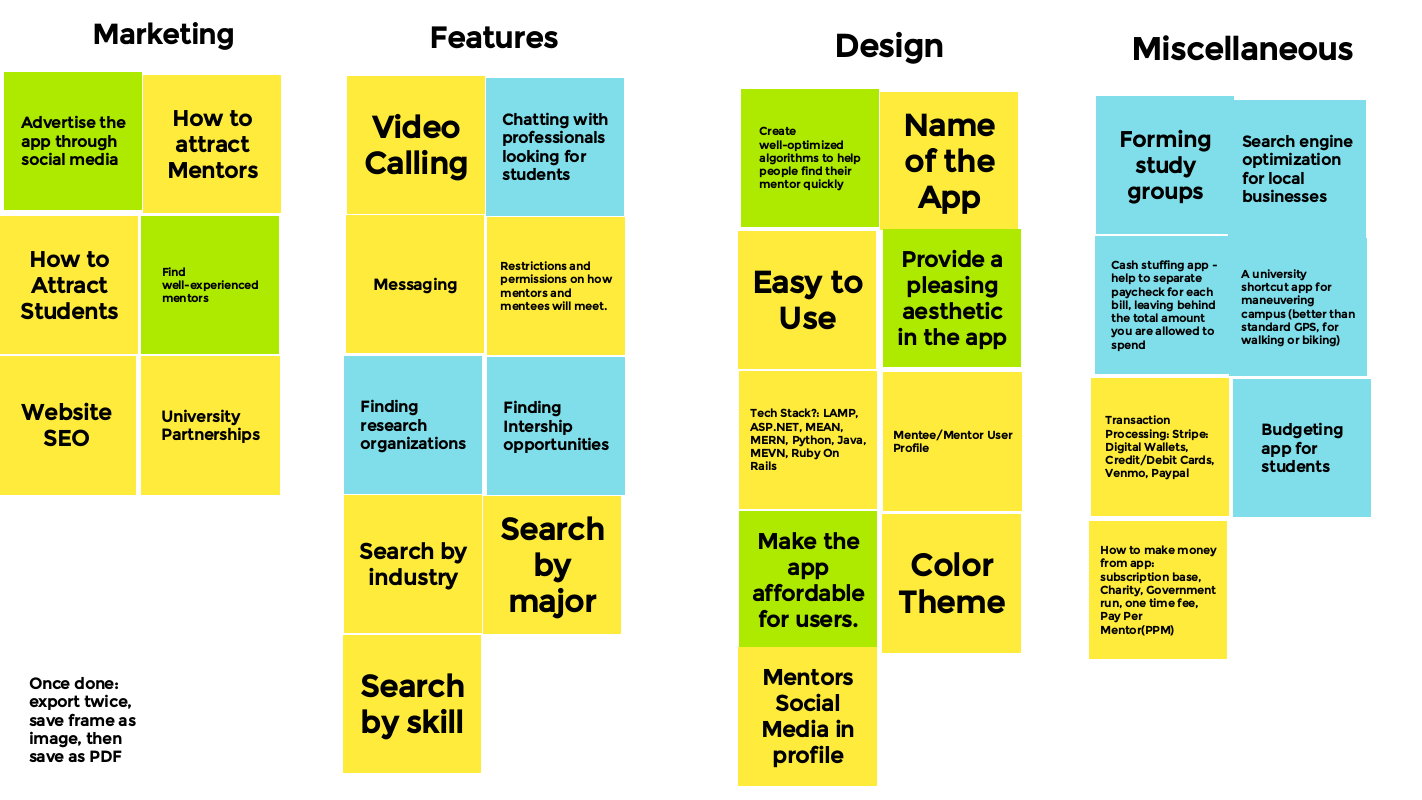 Marketing
Advertise the
app through
social media
How to
attract
Mentors
How to
Attract
Students
Find
well-experienced
mentors
Website
SEO
University
Partnerships
Once done:
export twice,
save frame as
image, then
save as PDF
Features
Video
Calling
Chatting with
professionals
looking for
students
Messaging
Restrictions and
permissions on how
mentors and
mentees will meet.
Finding
research
organizations
Finding
Intership
opportunities
Search by
industry
Search
by
major
Search
by skill
Design
Create
well-optimized
algorithms to help
people find their
mentor quickly
Name
of the
App
Easy to
Use
Provide a
pleasing
aesthetic
in the app
Tech Stack?: LAMP,
ASP.NET, MEAN,
MERN, Python, Java,
MEVN, Ruby On
Rails
Mentee/Mentor User
Profile
Make the
app
affordable
for users.
Color
Theme
Mentors
Social
Media in
profile
Miscellaneous
Forming
study
groups
Search engine
optimization
for local
businesses
Cash stuffing app -
help to separate
paycheck for each
bill, leaving behind
the total amount
you are allowed to
spend
A university
shortcut app for
maneuvering
campus (better than
standard GPS, for
walking or biking)
Transaction
Processing: Stripe:
Digital Wallets,
Credit/Debit Cards,
Venmo, Paypal
Budgeting
app for
students
How to make money
from app:
subscription base,
Charity, Government
run, one time fee,
Pay Per
Mentor(PPM)